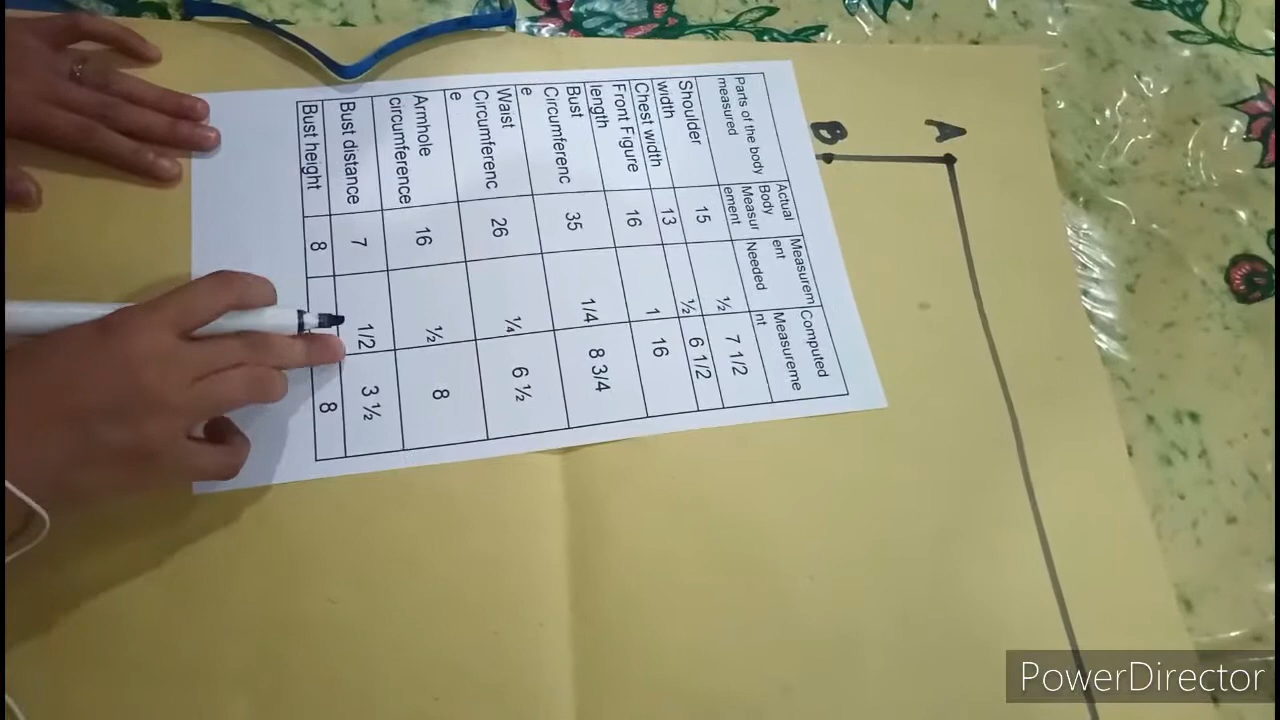 A
B
Parts of the body
measured
Actual
Body
Measur
ement
Measurem
ent
Needed
Computed
Measureme
nt
Shoulder
width
15
½
7 1/2
Chest width
13
½
6 1/2
Front Figure
length
16
1
16
Bust
Circumferenc
e
35
1/4
8 3/4
Waist
Circumferenc
e
26
¼
6 ½
Armhole
circumference
16
½
8
Bust distance
7
1/2
3 ½
Bust height
8
8
PowerDirector